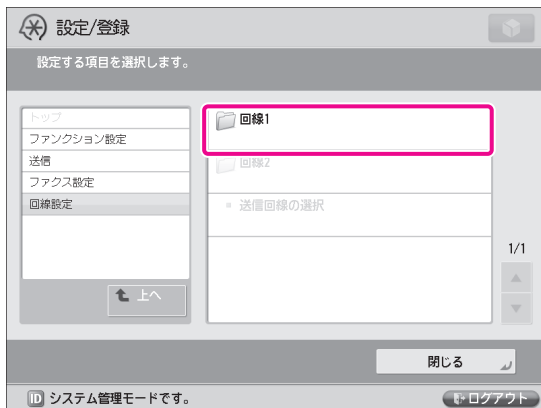 設定/登録
設定する項目を選択します。
トップ
ファンクション設定
送信
ファクス設定
回線設定
上へ
回線1
回線2
送信回線の選択
1/1
閉じる
ID システム管理モードです。
ログアウト